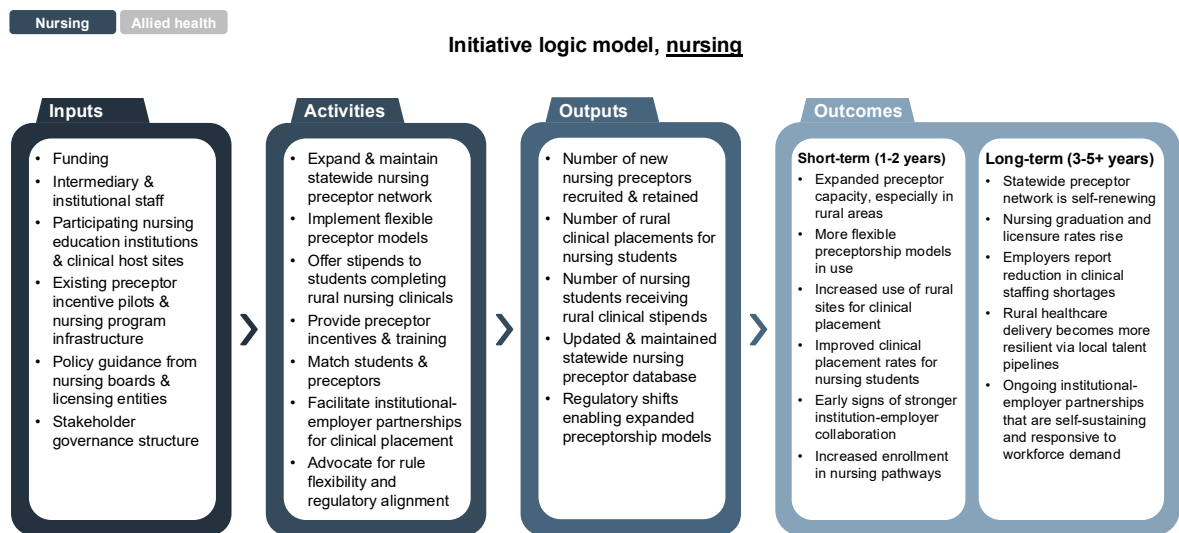 Nursing
Allied health
Initiative logic model, nursing
Inputs
• Funding
• Intermediary &
institutional staff
• Participating nursing
education institutions
& clinical host sites
• Existing preceptor
incentive pilots &
nursing program
infrastructure
• Policy guidance from
nursing boards &
licensing entities
• Stakeholder
governance structure
Activities
• Expand & maintain
statewide nursing
preceptor network
• Implement flexible
preceptor models
• Offer stipends to
students completing
rural nursing clinicals
• Provide preceptor
incentives & training
• Match students &
preceptors
• Facilitate institutional-
employer partnerships
for clinical placement
• Advocate for rule
flexibility and
regulatory alignment
Outputs
• Number of new
nursing preceptors
recruited & retained
• Number of rural
clinical placements for
nursing students
• Number of nursing
students receiving
rural clinical stipends
• Updated & maintained
statewide nursing
preceptor database
• Regulatory shifts
enabling expanded
preceptorship models
Outcomes
Short-term (1-2 years)
• Expanded preceptor
capacity, especially in
rural areas
• More flexible
preceptorship models
in use
• Increased use of rural
sites for clinical
placement
• Improved clinical
placement rates for
nursing students
• Early signs of stronger
institution-employer
collaboration
• Increased enrollment
in nursing pathways
Long-term (3-5+ years)
• Statewide preceptor
network is self-renewing
• Nursing graduation and
licensure rates rise
• Employers report
reduction in clinical
staffing shortages
• Rural healthcare
delivery becomes more
resilient via local talent
pipelines
• Ongoing institutional-
employer partnerships
that are self-sustaining
and responsive to
workforce demand